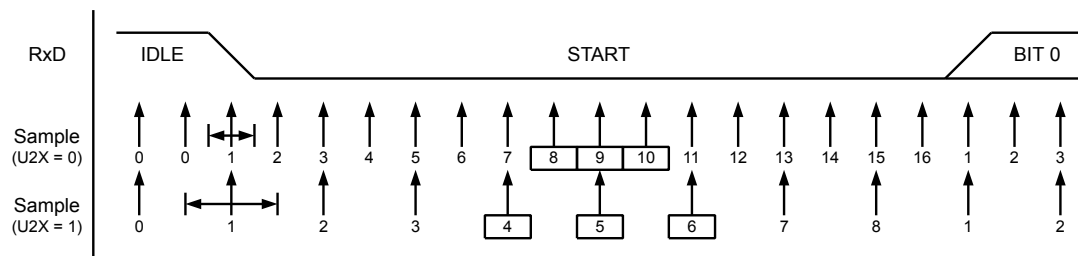 RxD IDLE START BIT 0
Sample
(U2X = 0)
0 0 1 2 3 4 5 6 7 8 9 10 11 12 13 14 15 16 1 2 3
Sample
(U2X = 1)
0 1 2 3 4 5 6 7 8 1 2